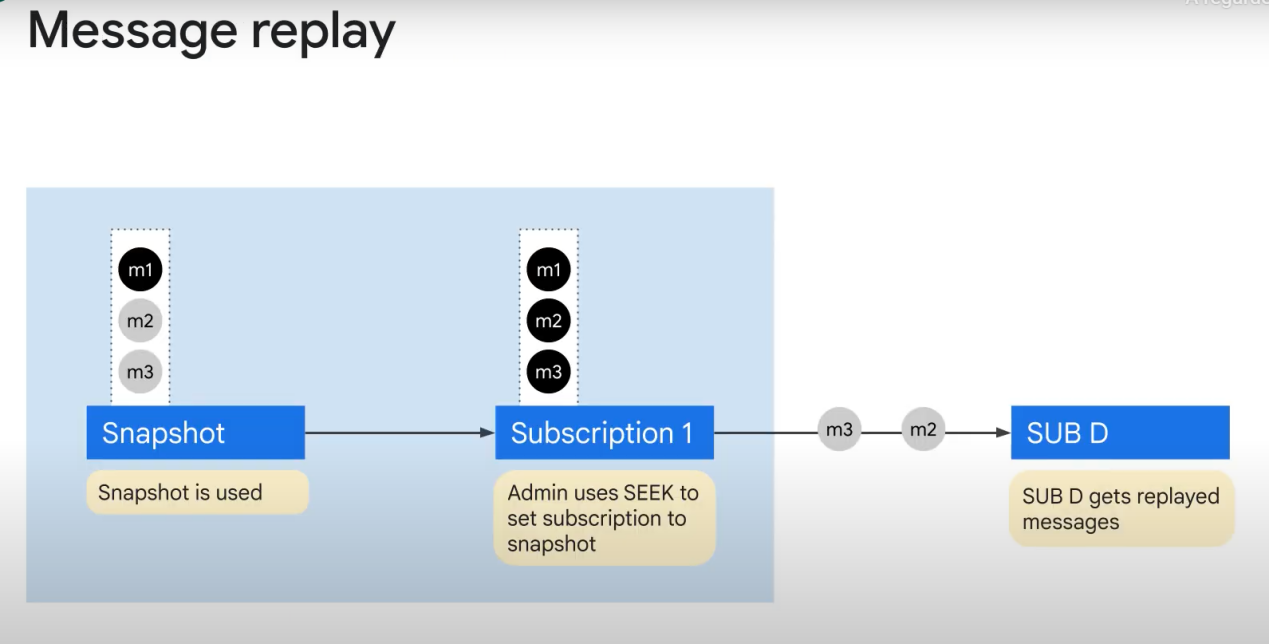 Message replay
m1
m2
m3
m1
m2
m3
Snapshot
Subscription 1
m3
m2
SUB D
Snapshot is used
Admin uses SEEK to
set subscription to
snapshot
SUB D gets replayed
messages